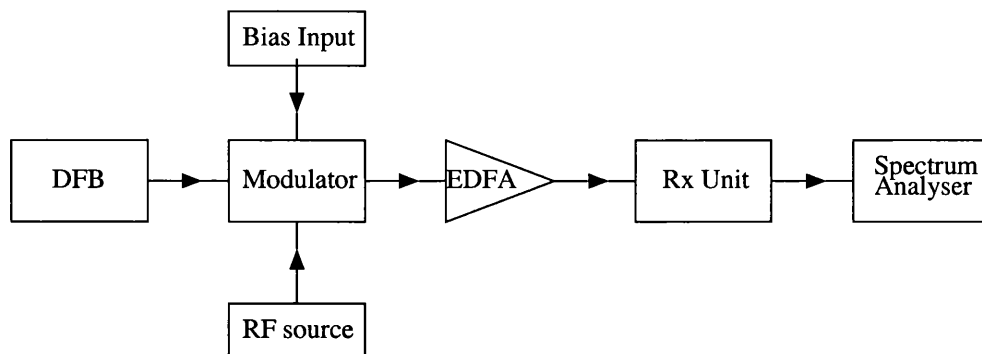 Bias Input
DFB
Modulator
EDFA
Rx Unit
Spectrum
Analyser
RF source